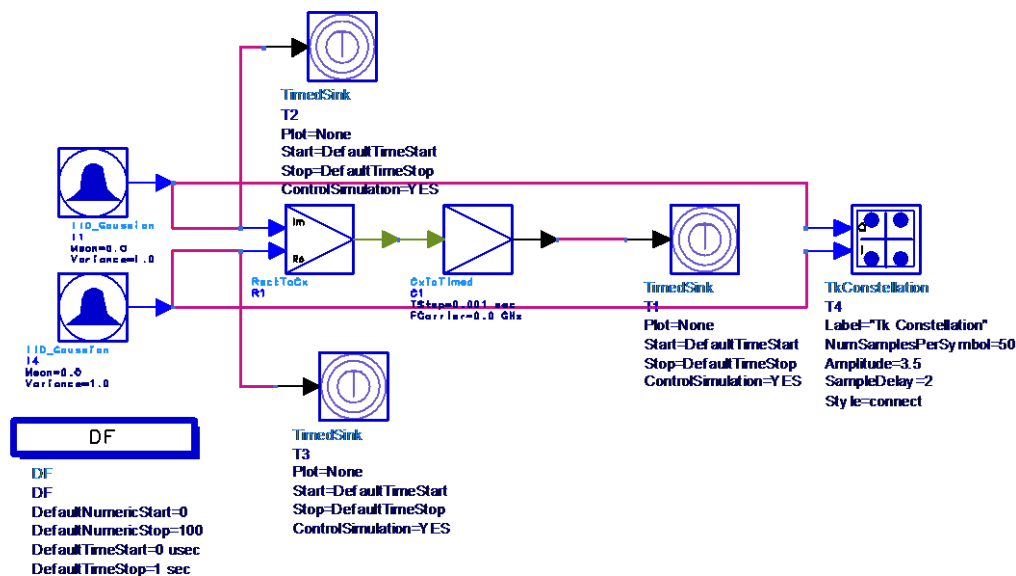 TimedSink
T2
Plot=None
Start=DefaultTimeStart
Stop=DefaultTimeStop
ControlSimulation=YES
IID_Gaussian
I1
Mean=0.0
Variance=1.0
Im
Re
RectToCx
R1
CxToTimed
C1
TStep=0.001 sec
FCarrier=0.0 GHz
TimedSink
T1
Plot=None
Start=DefaultTimeStart
Stop=DefaultTimeStop
ControlSimulation=YES
Q
I
TkConstellation
T4
Label="Tk Constellation"
NumSamplesPerSymbol=50
Amplitude=3.5
SampleDelay=2
Style=connect
IID_Gaussian
I4
Mean=0.0
Variance=1.0
TimedSink
T3
Plot=None
Start=DefaultTimeStart
Stop=DefaultTimeStop
ControlSimulation=YES
DF
DF
DF
DefaultNumericStart=0
DefaultNumericStop=100
DefaultTimeStart=0 usec
DefaultTimeStop=1 sec